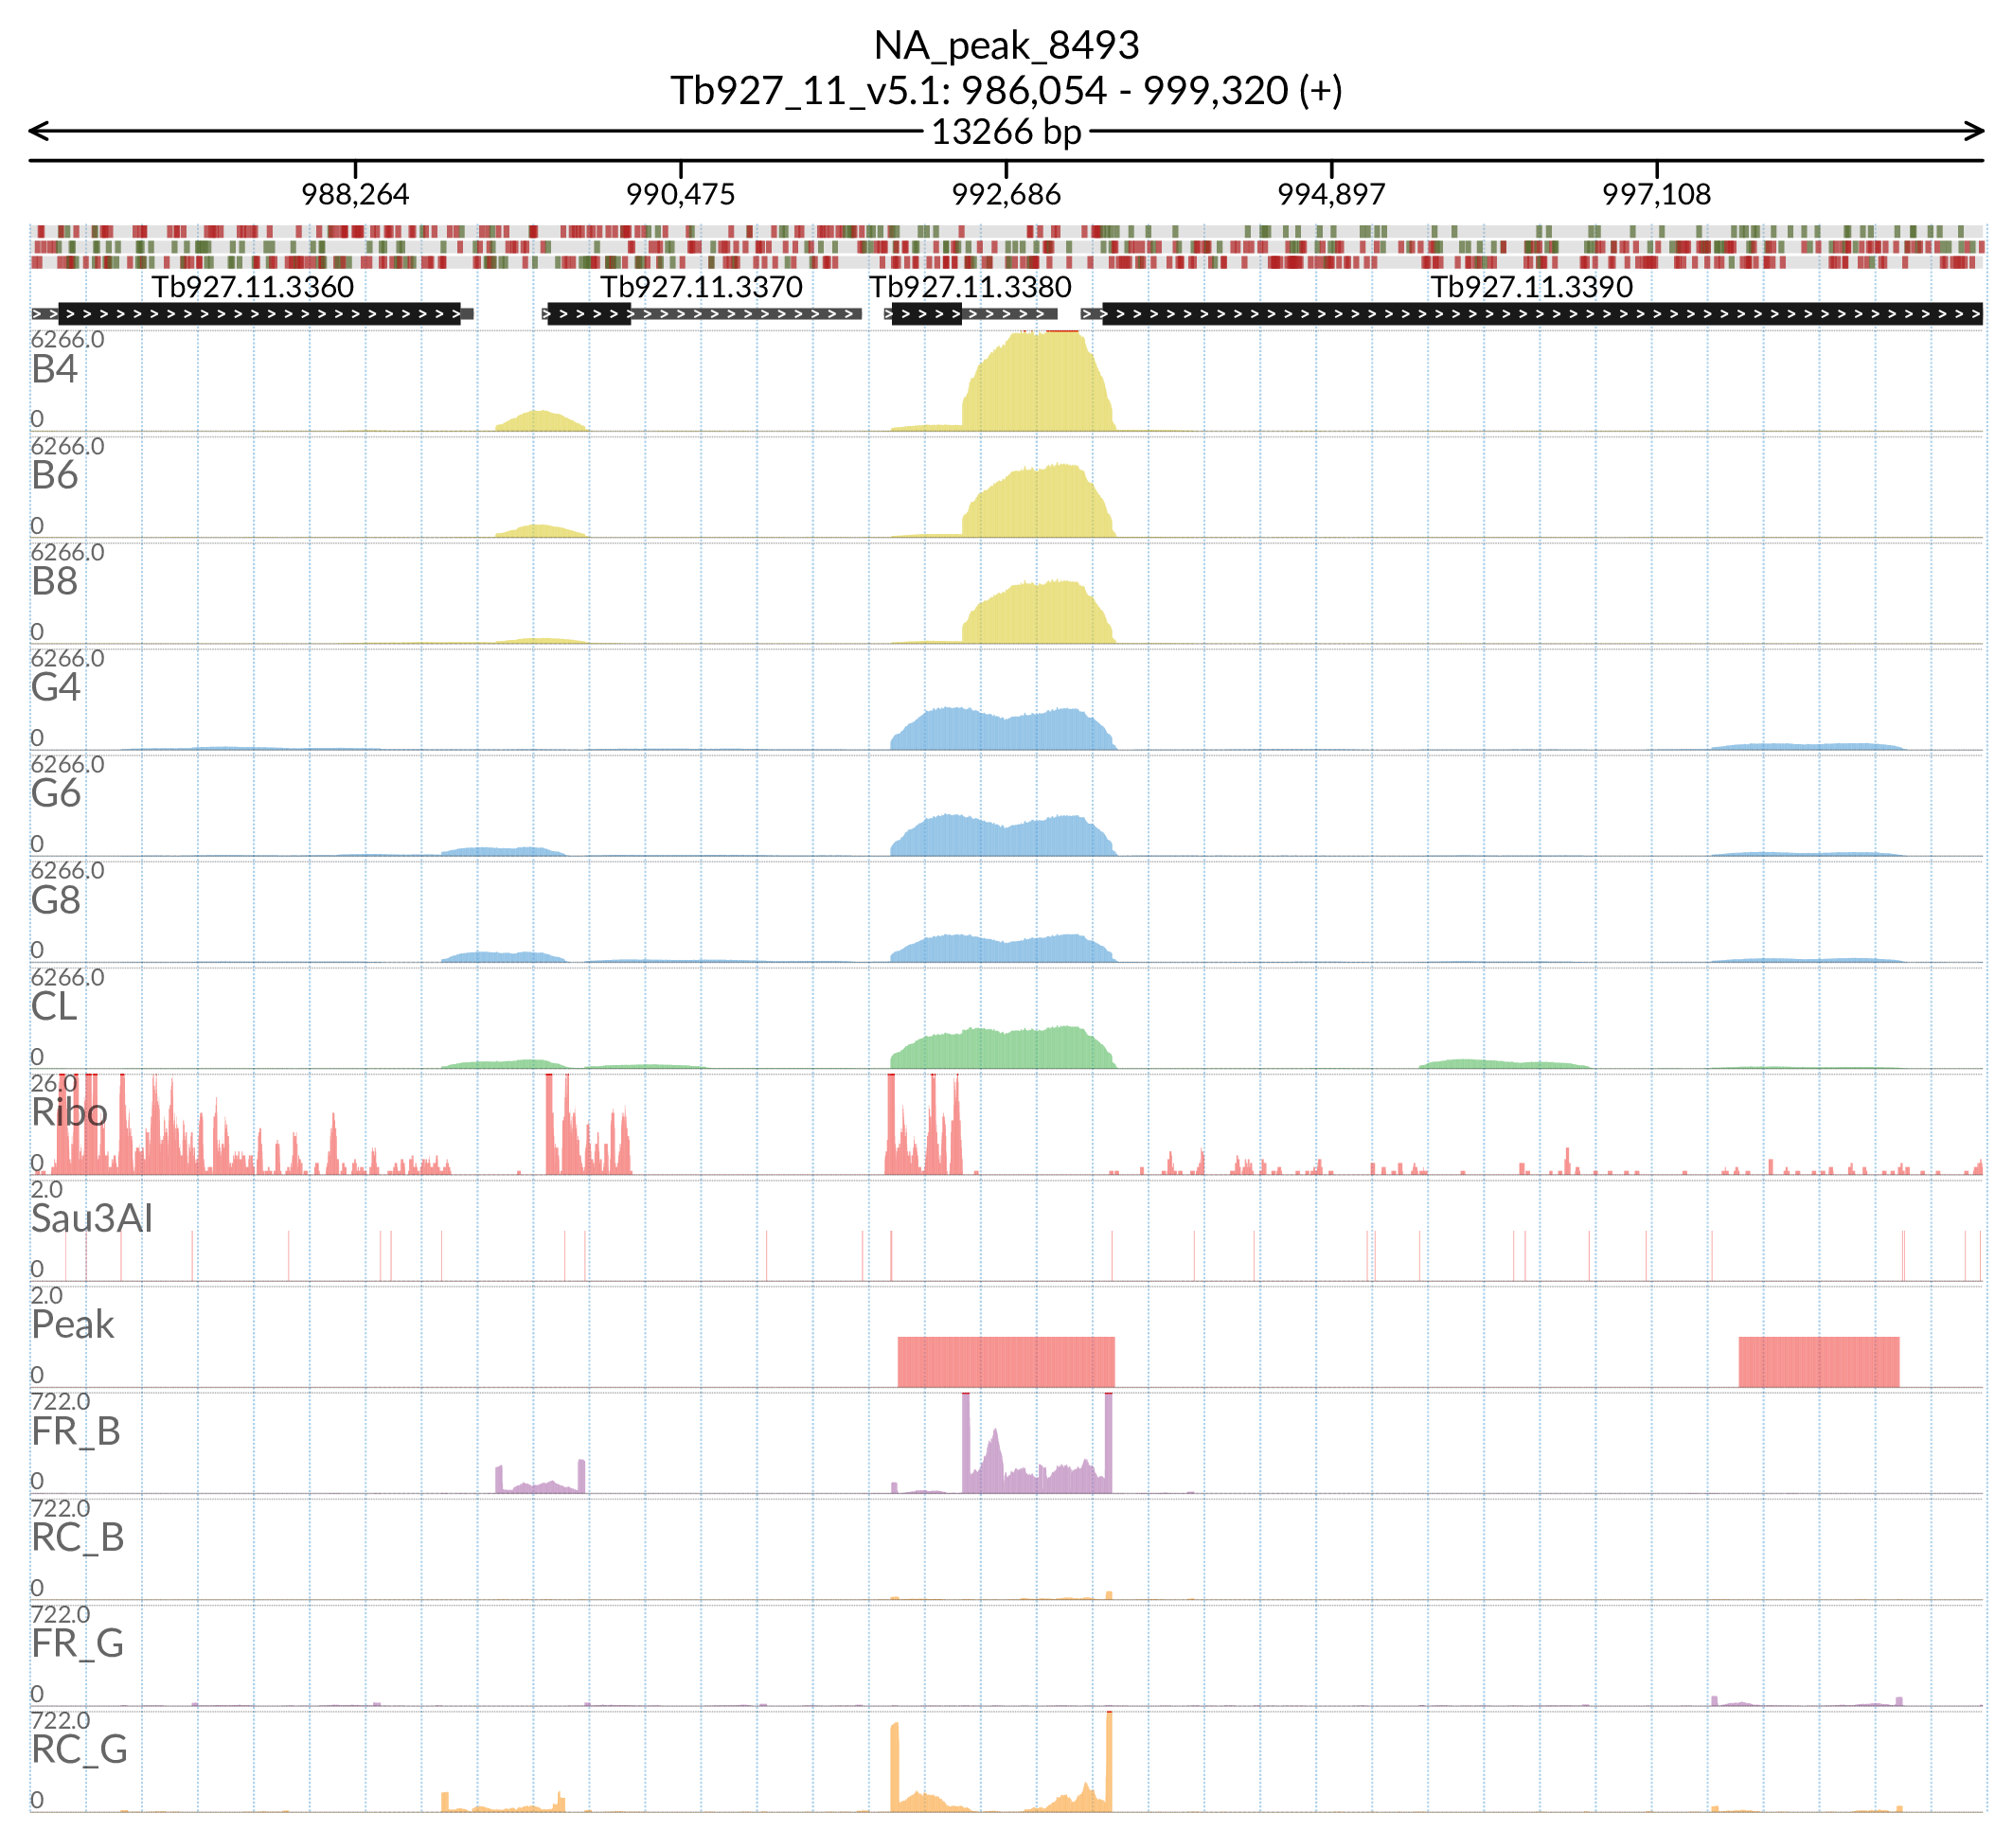 NA_peak_8493
Tb927_11_v5.1: 986,054 - 999,320 (+)
13266 bp
988,264 990,475 992,686 994,897 997,108
Tb927.11.3360 Tb927.11.3370 Tb927.11.3380 Tb927.11.3390
6266.0
B4
0
6266.0
B6
0
6266.0
B8
0
6266.0
G4
0
6266.0
G6
0
6266.0
G8
0
6266.0
CL
0
26.0
Ribo
0
2.0
Sau3AI
0
2.0
Peak
0
722.0
FR_B
0
722.0
RC_B
0
722.0
FR_G
0
722.0
RC_G
0